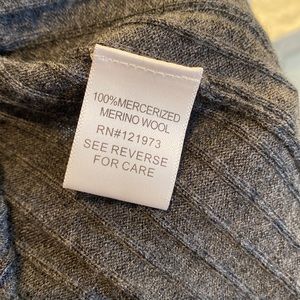 100%MERCERIZED
MERINO WOOL
RN#121973
SEE REVERSE
FOR CARE